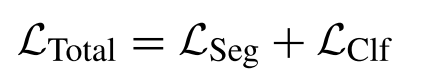 ℒ_Total = ℒ_Seg + ℒ_Clf